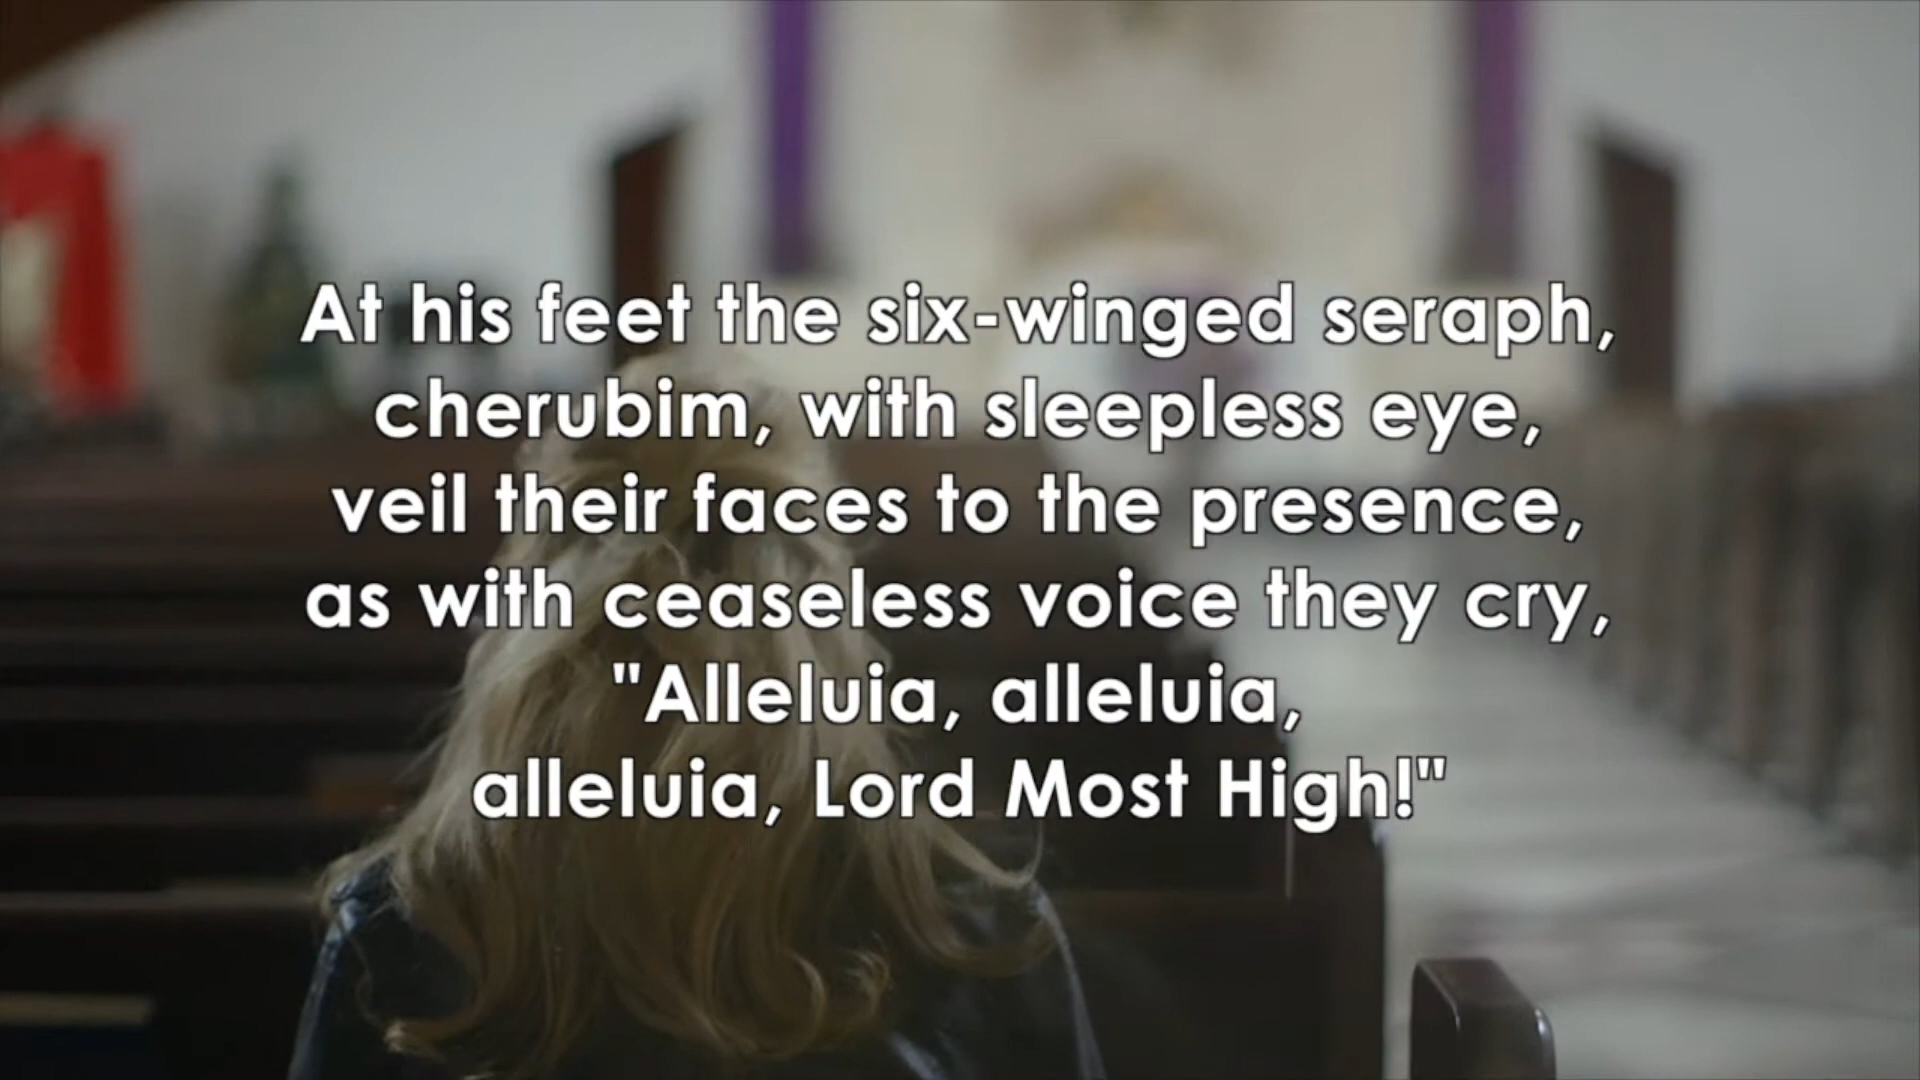 At his feet the six-winged seraph,
cherubim, with sleepless eye,
veil their faces to the presence,
as with ceaseless voice they cry,
"Alleluia, alleluia,
alleluia, Lord Most High!"